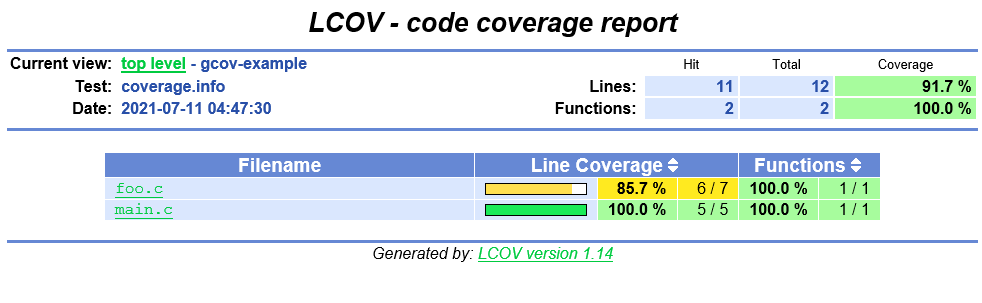 LCOV - code coverage report
Current view: top level - gcov-example Hit Total Coverage
Test: coverage.info Lines: 11 12 91.7 %
Date: 2021-07-11 04:47:30 Functions: 2 2 100.0 %
Filename Line Coverage Functions
foo.c 85.7 % 6 / 7 100.0 % 1 / 1
main.c 100.0 % 5 / 5 100.0 % 1 / 1
Generated by: LCOV version 1.14